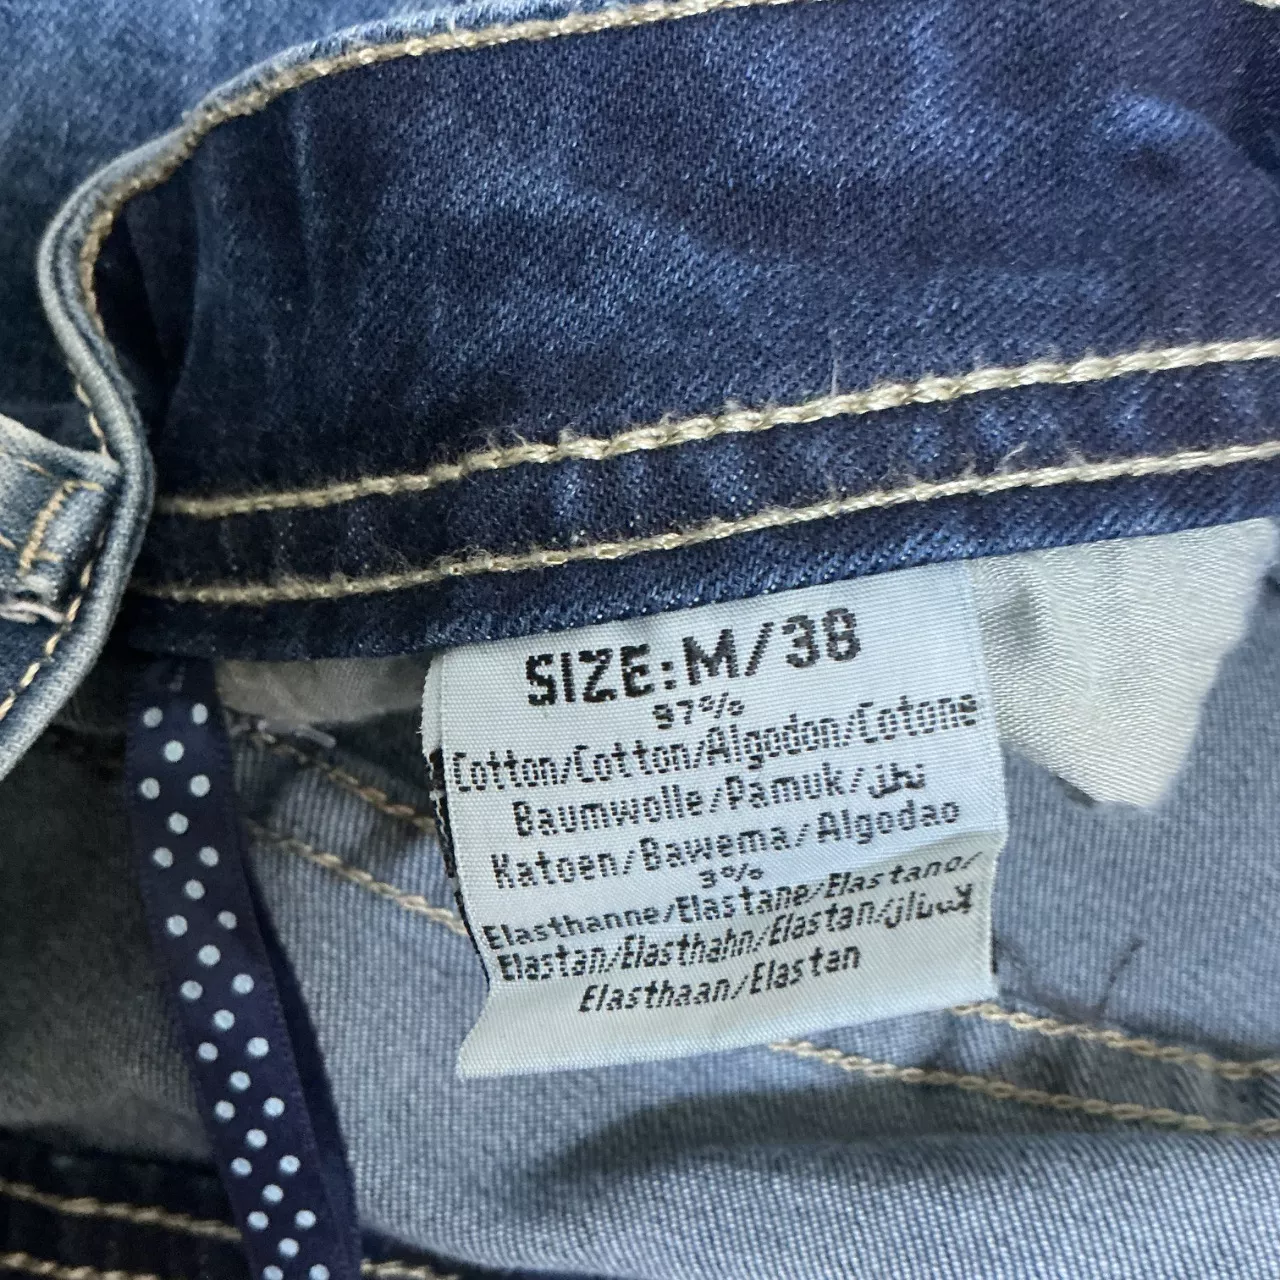 SIZE:M/38
97%
Cotton/Cotton/Algodon/Cotone
Baumwolle/Pamuk/قطن
Katoen/Bawema/Algodao
3%
Elasthanne/Elastane/Elastano/
Elastan/Elasthahn/Elastan/لاستيك
Elasthaan/Elastan